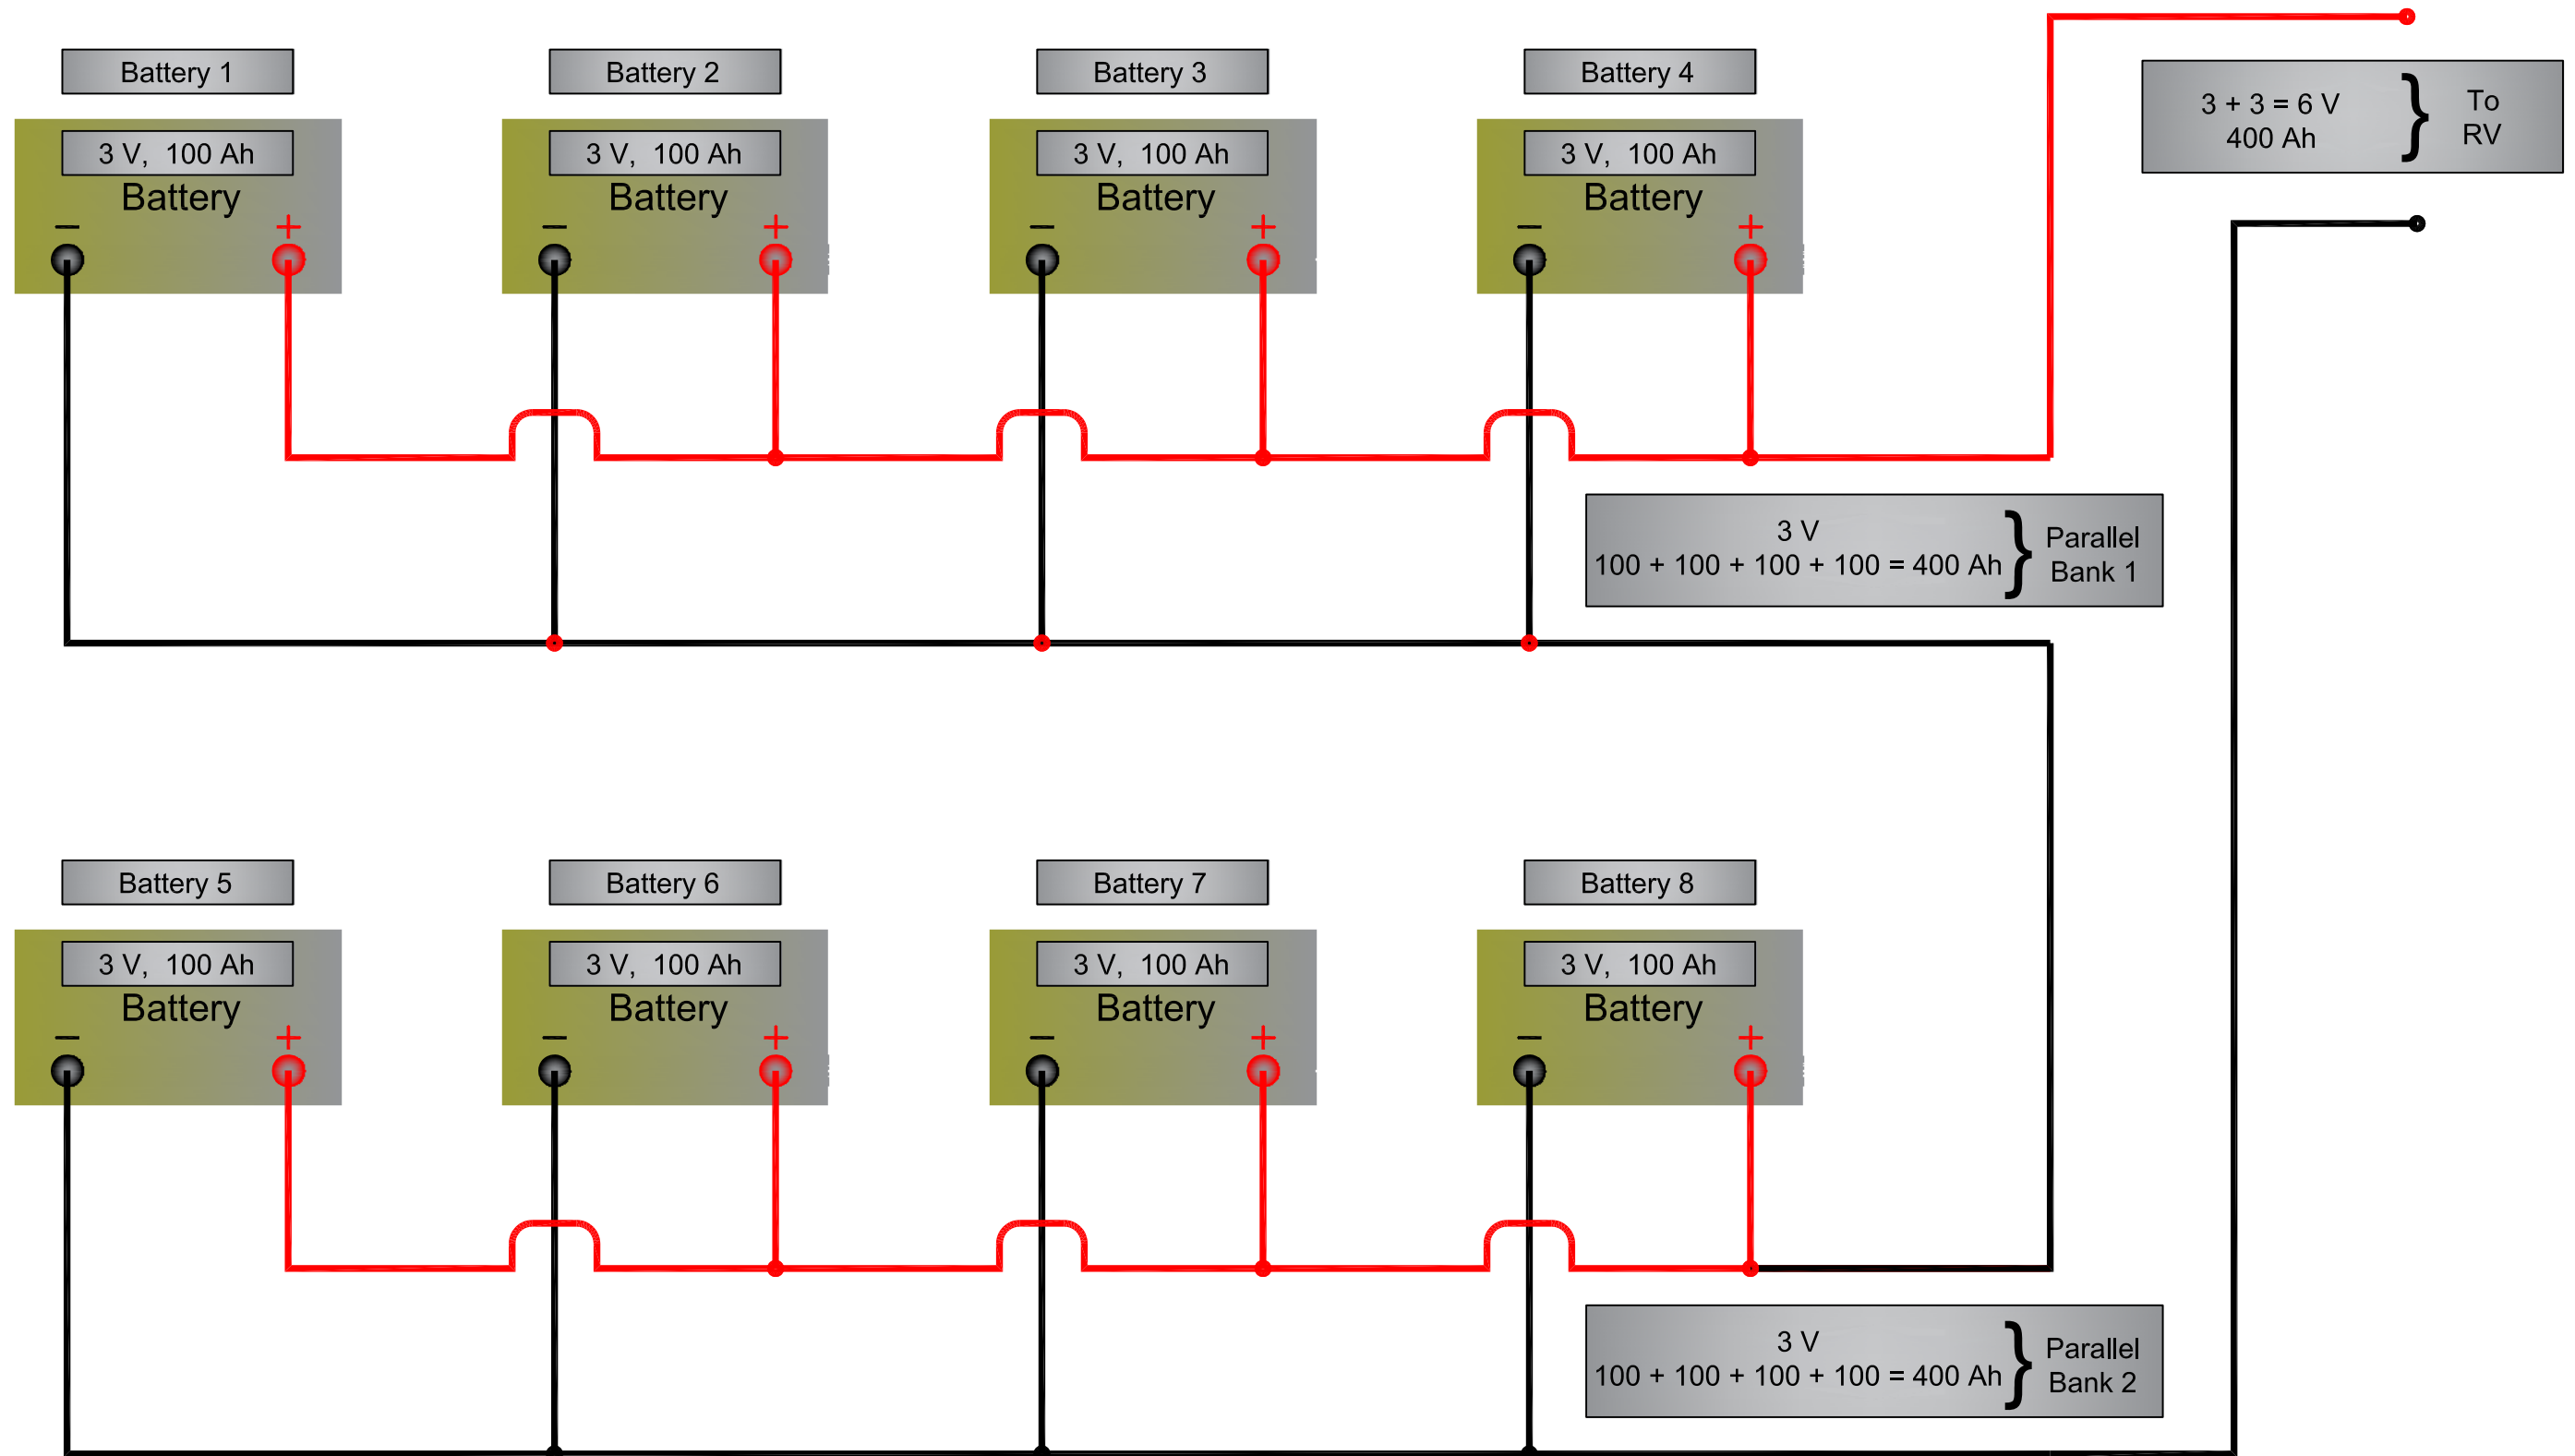 Battery 1
Battery 2
Battery 3
Battery 4
3 V, 100 Ah
Battery
− +
3 V, 100 Ah
Battery
− +
3 V, 100 Ah
Battery
− +
3 V, 100 Ah
Battery
− +
3 + 3 = 6 V
400 Ah
} To
RV
3 V
100 + 100 + 100 + 100 = 400 Ah
} Parallel
Bank 1
Battery 5
Battery 6
Battery 7
Battery 8
3 V, 100 Ah
Battery
− +
3 V, 100 Ah
Battery
− +
3 V, 100 Ah
Battery
− +
3 V, 100 Ah
Battery
− +
3 V
100 + 100 + 100 + 100 = 400 Ah
} Parallel
Bank 2